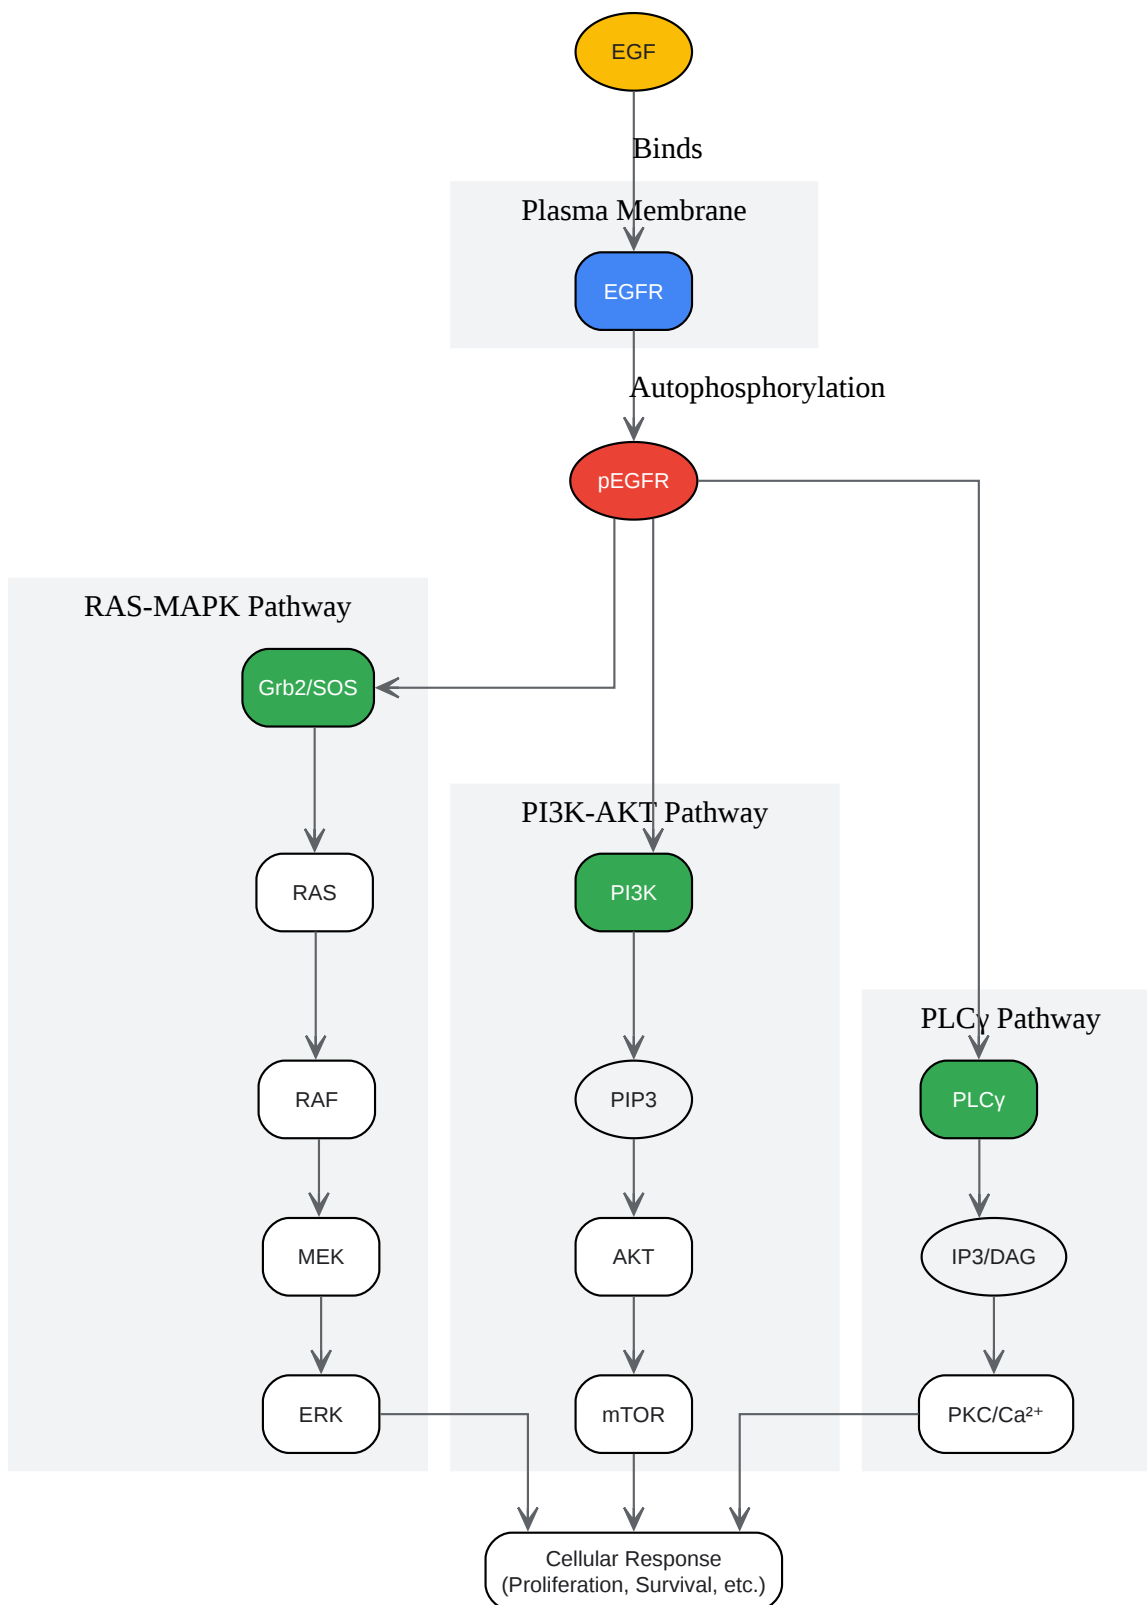 EGF
Binds
Plasma Membrane
EGFR
Autophosphorylation
pEGFR
RAS-MAPK Pathway
Grb2/SOS
RAS
RAF
MEK
ERK
PI3K-AKT Pathway
PI3K
PIP3
AKT
mTOR
PLCγ Pathway
PLCγ
IP3/DAG
PKC/Ca²⁺
Cellular Response
(Proliferation, Survival, etc.)